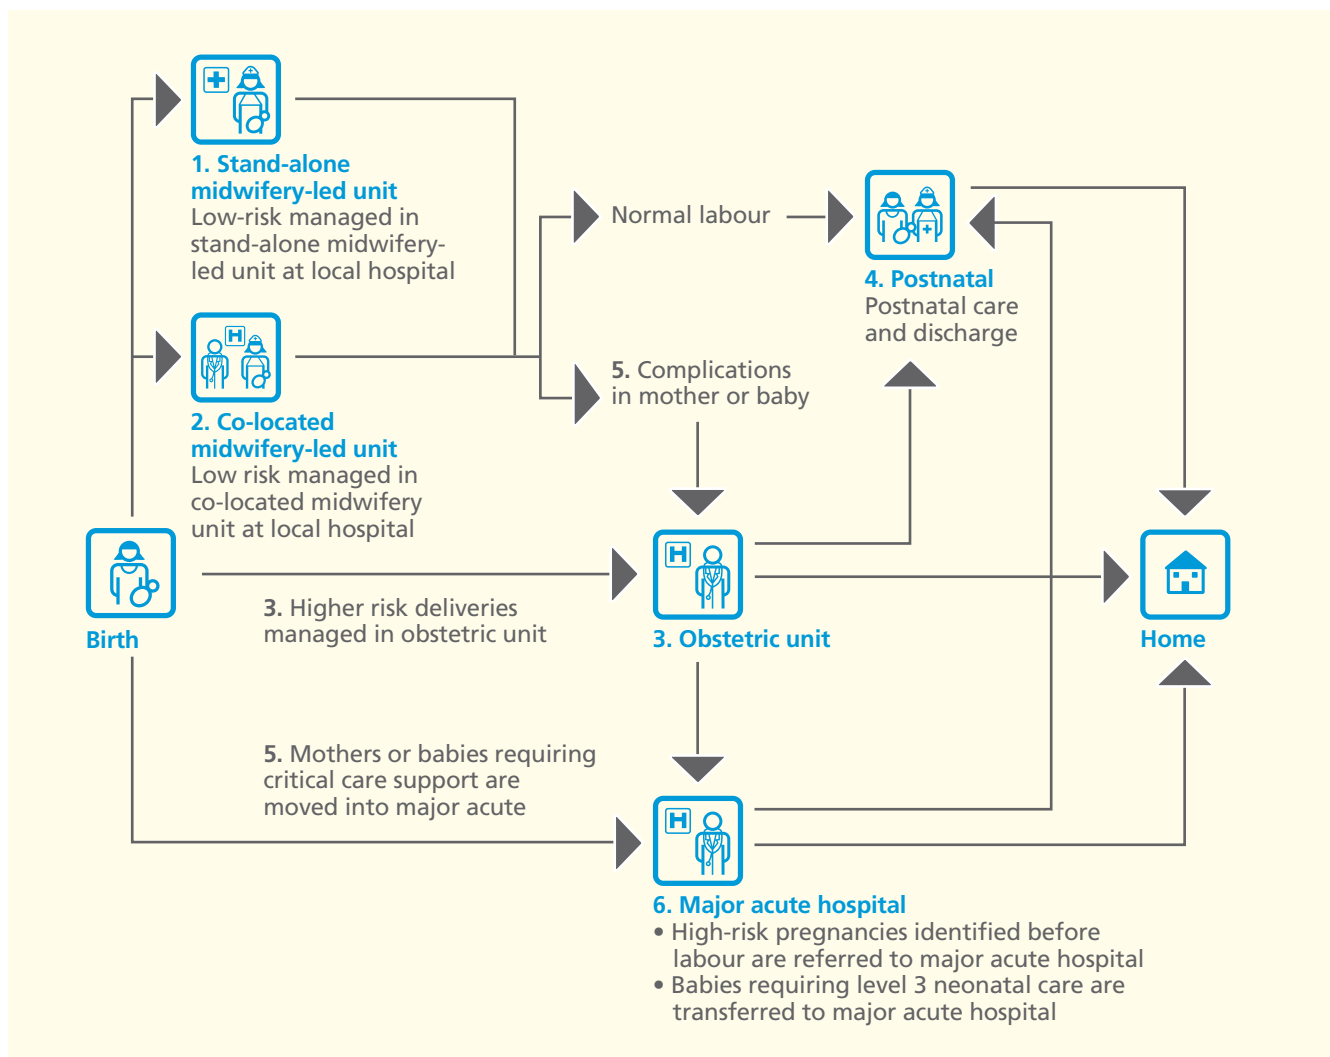 1. Stand-alone
midwifery-led unit
Low-risk managed in
stand-alone midwifery-
led unit at local hospital
H
2. Co-located
midwifery-led unit
Low risk managed in
co-located midwifery
unit at local hospital
Normal labour
4. Postnatal
Postnatal care
and discharge
5. Complications
in mother or baby
Birth
3. Higher risk deliveries
managed in obstetric unit
H
3. Obstetric unit
Home
5. Mothers or babies requiring
critical care support are
moved into major acute
H
6. Major acute hospital
• High-risk pregnancies identified before
labour are referred to major acute hospital
• Babies requiring level 3 neonatal care are
transferred to major acute hospital